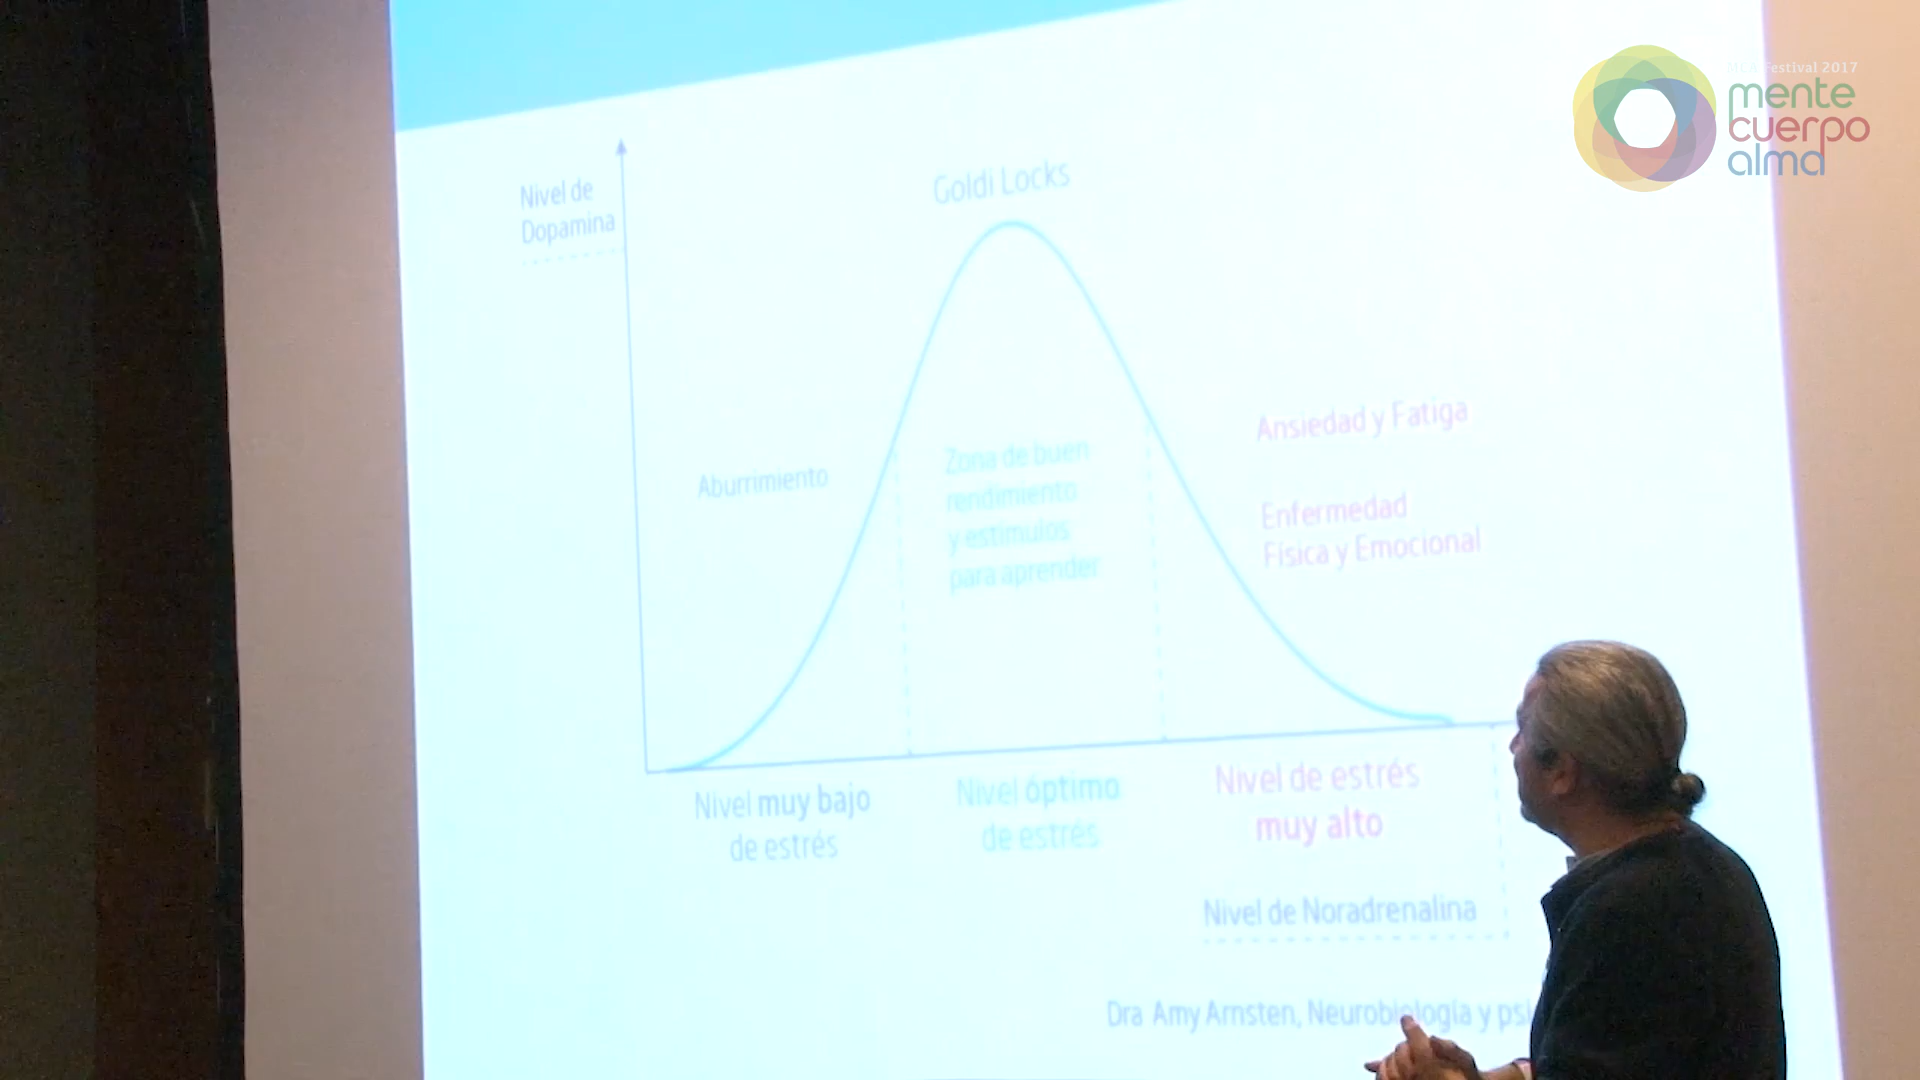 MCA Festival 2017
mente
cuerpo
alma
Nivel de
Dopamina
Goldi Locks
Aburrimiento
Zona de buen
rendimiento
y estímulos
para aprender
Ansiedad y Fatiga
Enfermedad
Física y Emocional
Nivel muy bajo
de estrés
Nivel óptimo
de estrés
Nivel de estrés
muy alto
Nivel de Noradrenalina
Dra Amy Arnsten, Neurobiología y psi